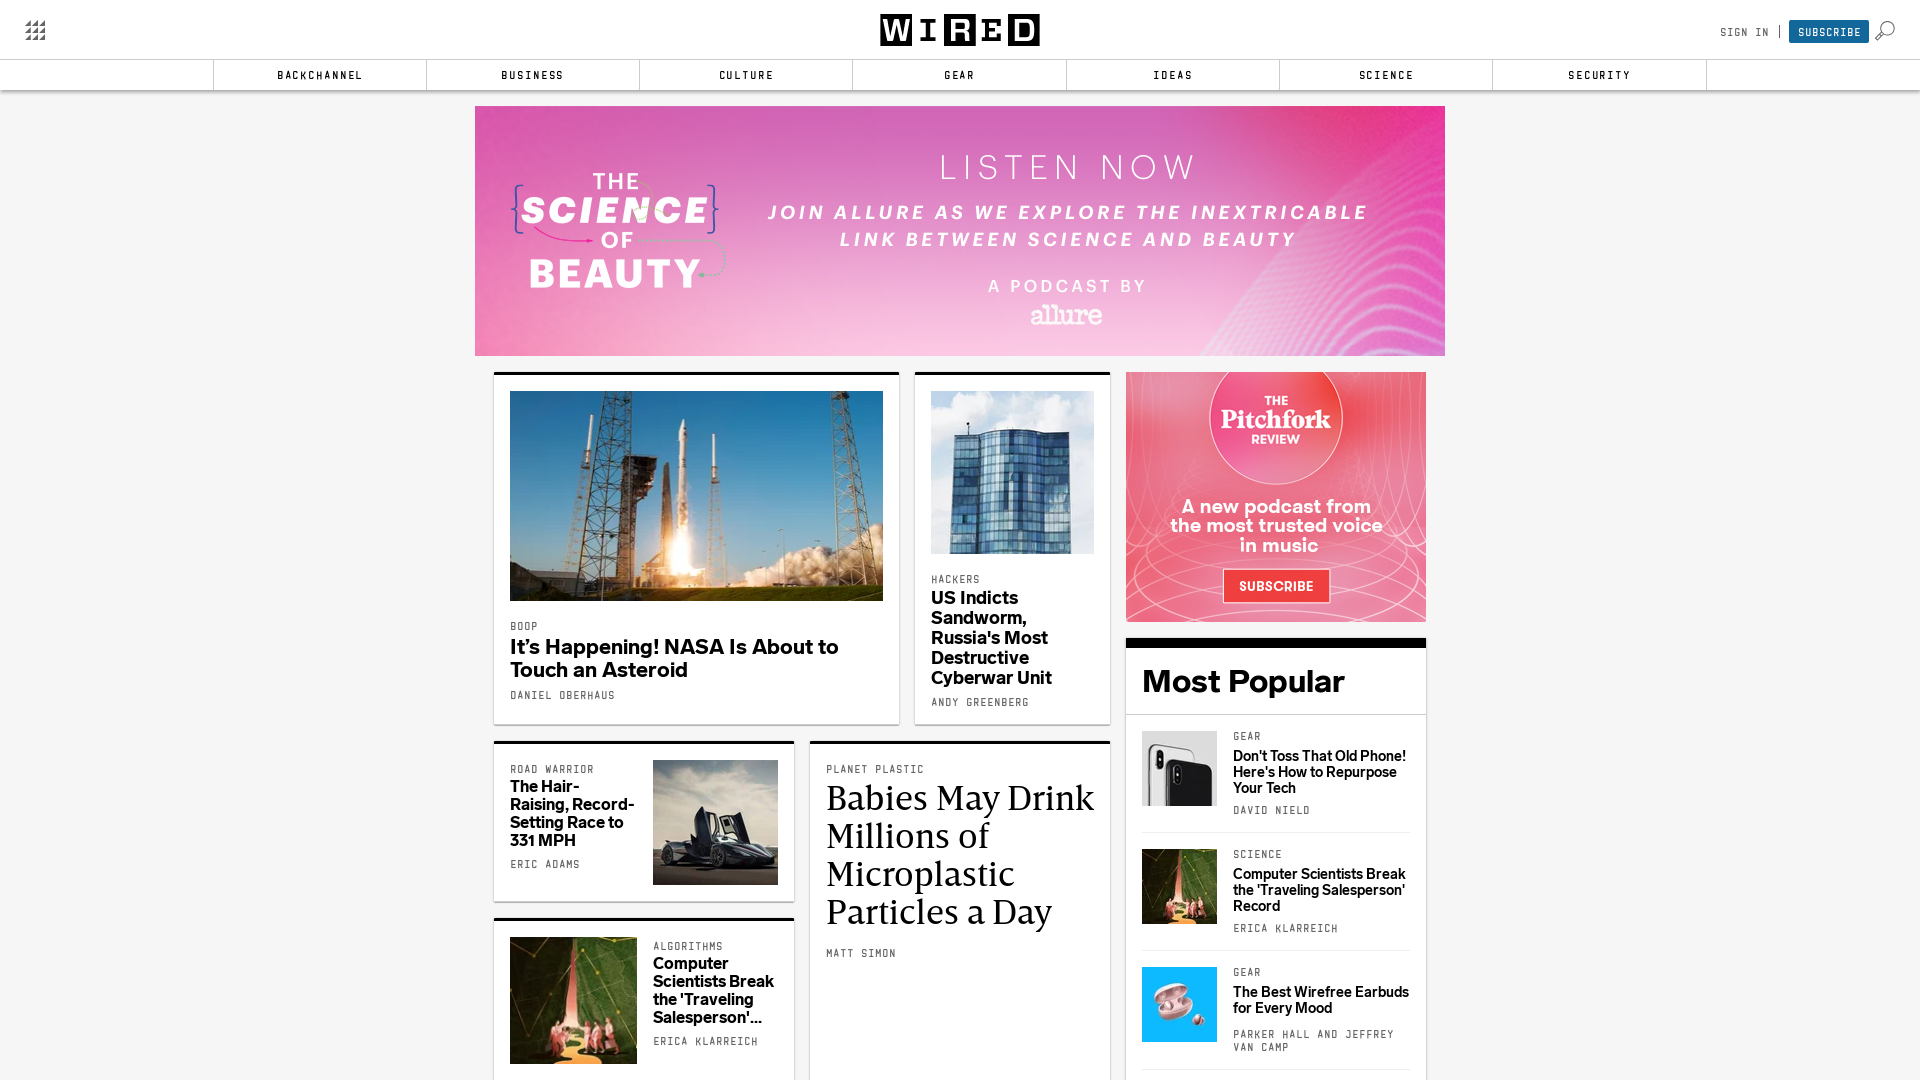 WIRED
SIGN IN
SUBSCRIBE
BACKCHANNEL
BUSINESS
CULTURE
GEAR
IDEAS
SCIENCE
SECURITY
THE
{SCIENCE}
OF
BEAUTY
LISTEN NOW
JOIN ALLURE AS WE EXPLORE THE INEXTRICABLE
LINK BETWEEN SCIENCE AND BEAUTY
A PODCAST BY
allure
BOOP
It’s Happening! NASA Is About to
Touch an Asteroid
DANIEL OBERHAUS
HACKERS
US Indicts
Sandworm,
Russia's Most
Destructive
Cyberwar Unit
ANDY GREENBERG
THE
Pitchfork
REVIEW
A new podcast from
the most trusted voice
in music
SUBSCRIBE
ROAD WARRIOR
The Hair-
Raising, Record-
Setting Race to
331 MPH
ERIC ADAMS
ALGORITHMS
Computer
Scientists Break
the 'Traveling
Salesperson'...
ERICA KLARREICH
PLANET PLASTIC
Babies May Drink
Millions of
Microplastic
Particles a Day
MATT SIMON
Most Popular
GEAR
Don't Toss That Old Phone!
Here's How to Repurpose
Your Tech
DAVID NIELD
SCIENCE
Computer Scientists Break
the 'Traveling Salesperson'
Record
ERICA KLARREICH
GEAR
The Best Wirefree Earbuds
for Every Mood
PARKER HALL AND JEFFREY
VAN CAMP